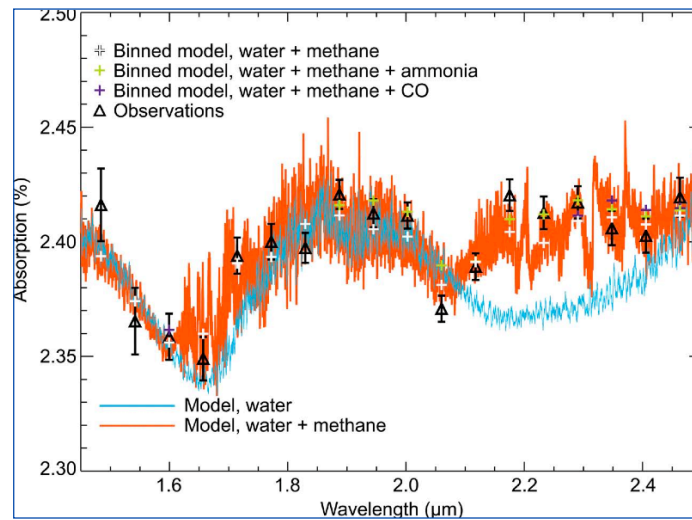 2.50
Binned model, water + methane
Binned model, water + methane + ammonia
Binned model, water + methane + CO
Observations
2.45
Absorption (%)
2.40
2.35
Model, water
Model, water + methane
2.30
1.6 1.8 2.0 2.2 2.4
Wavelength (μm)